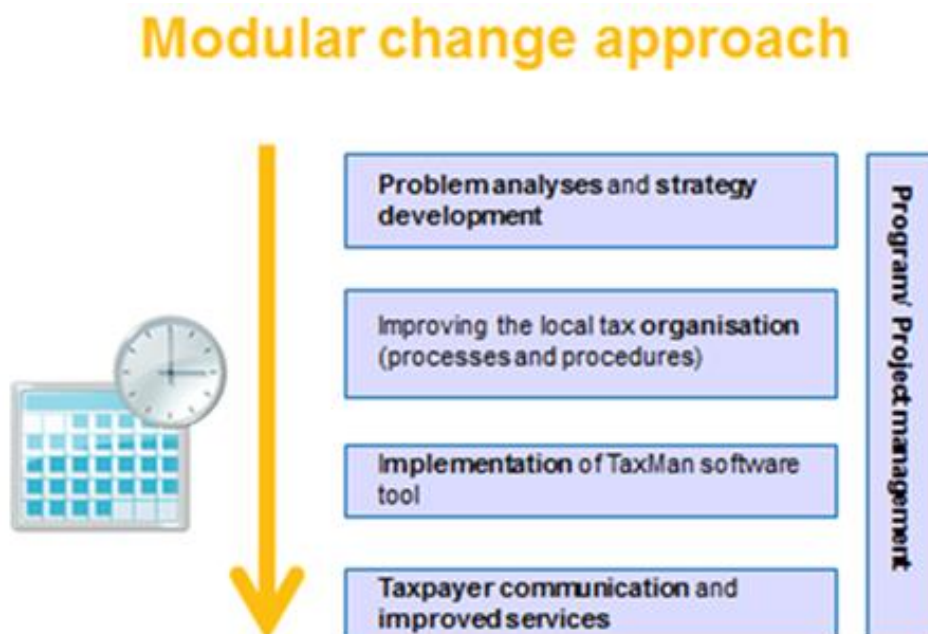 Modular change approach
Problem analyses and strategy
development
Improving the local tax organisation
(processes and procedures)
Implementation of TaxMan software
tool
Taxpayer communication and
improved services
Program/ Project management